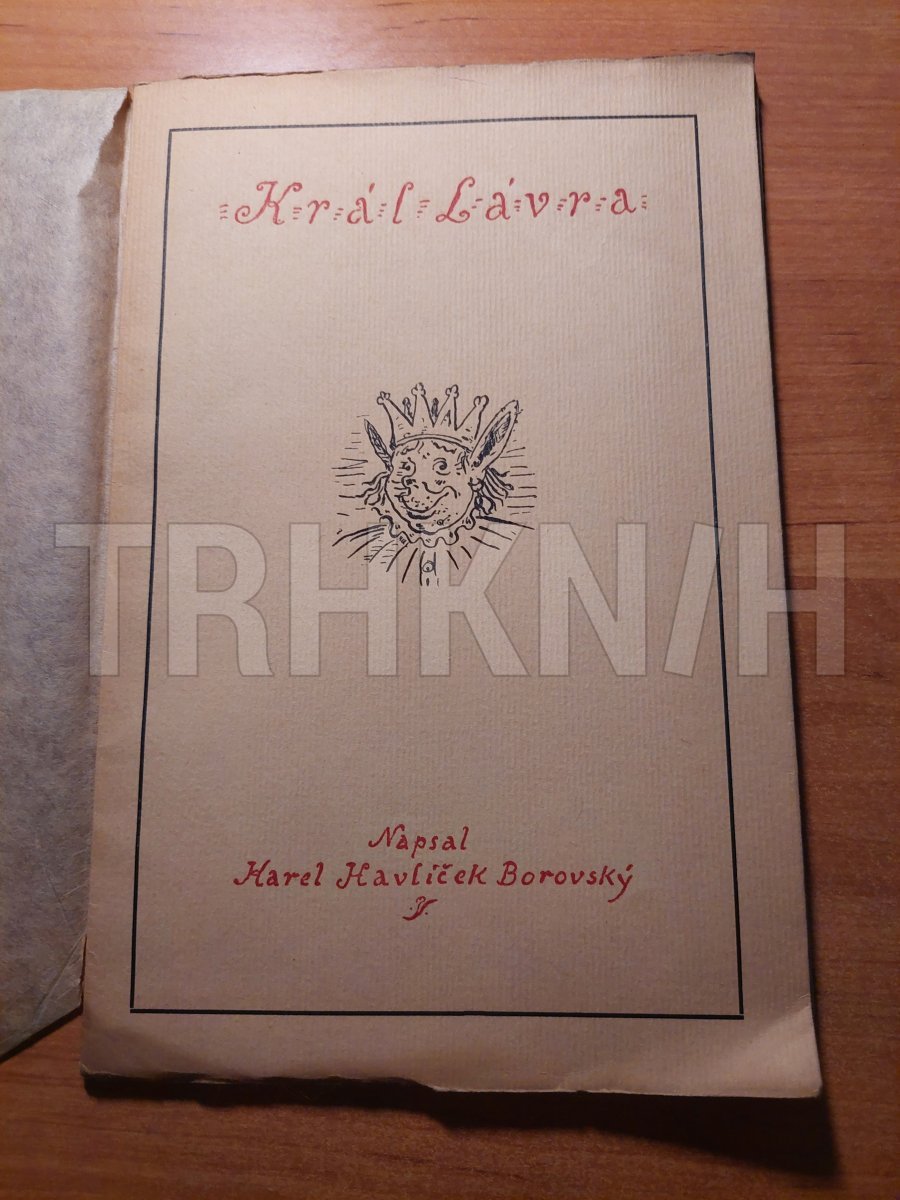 Král Lávra
TRHKNIH
Napsal
Karel Havlíček Borovský